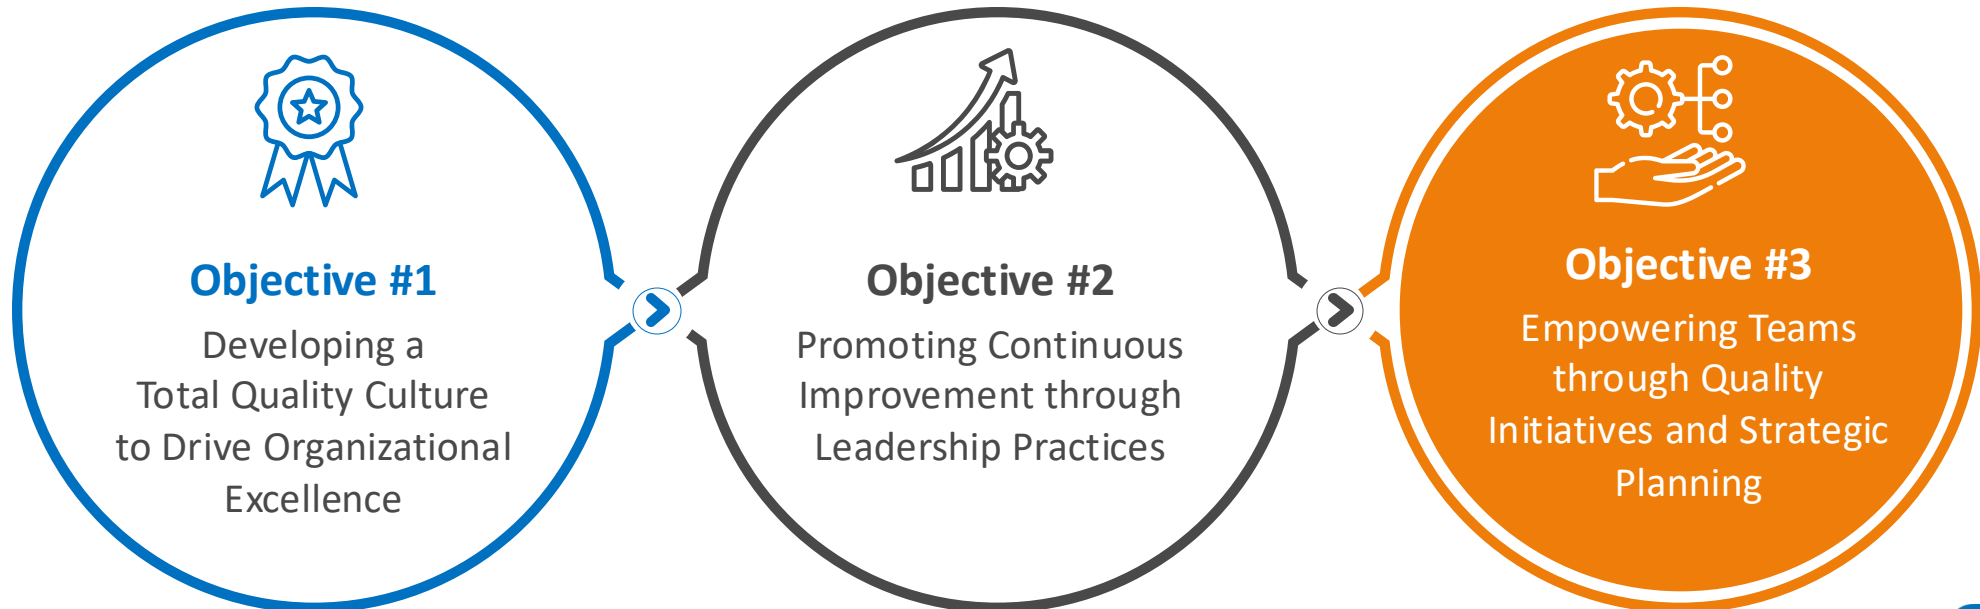 Objective #1
Developing a
Total Quality Culture
to Drive Organizational
Excellence
Objective #2
Promoting Continuous
Improvement through
Leadership Practices
Objective #3
Empowering Teams
through Quality
Initiatives and Strategic
Planning